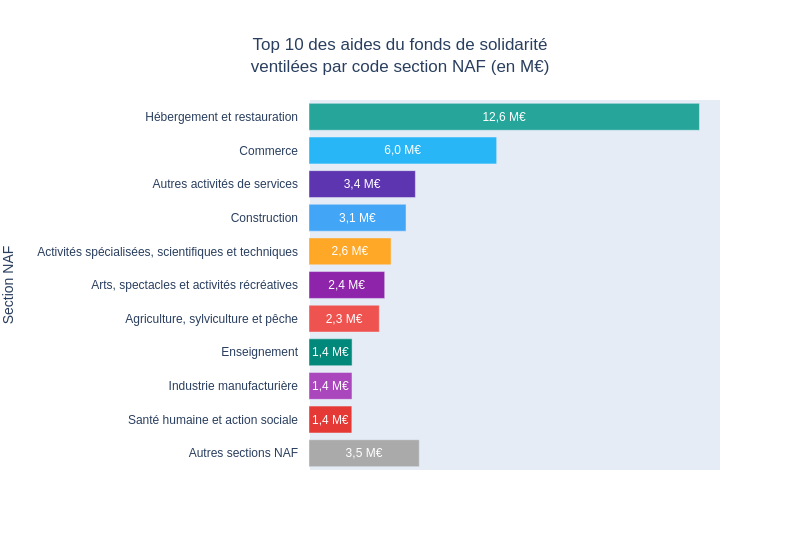 Top 10 des aides du fonds de solidarité
ventilées par code section NAF (en M€)
Section NAF
Hébergement et restauration 12,6 M€
Commerce 6,0 M€
Autres activités de services 3,4 M€
Construction 3,1 M€
Activités spécialisées, scientifiques et techniques 2,6 M€
Arts, spectacles et activités récréatives 2,4 M€
Agriculture, sylviculture et pêche 2,3 M€
Enseignement 1,4 M€
Industrie manufacturière 1,4 M€
Santé humaine et action sociale 1,4 M€
Autres sections NAF 3,5 M€